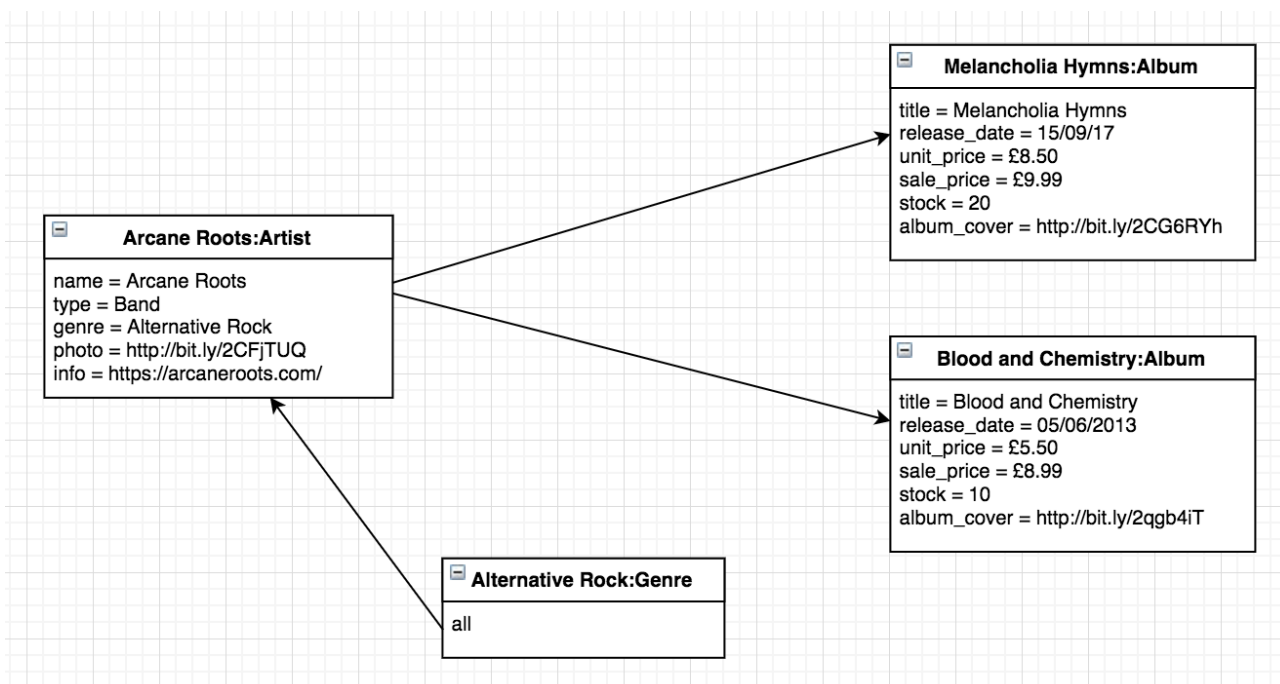 Melancholia Hymns:Album
title = Melancholia Hymns
release_date = 15/09/17
unit_price = £8.50
sale_price = £9.99
stock = 20
album_cover = http://bit.ly/2CG6RYh
Arcane Roots:Artist
name = Arcane Roots
type = Band
genre = Alternative Rock
photo = http://bit.ly/2CFjTUQ
info = https://arcaneroots.com/
Blood and Chemistry:Album
title = Blood and Chemistry
release_date = 05/06/2013
unit_price = £5.50
sale_price = £8.99
stock = 10
album_cover = http://bit.ly/2qgb4iT
Alternative Rock:Genre
all